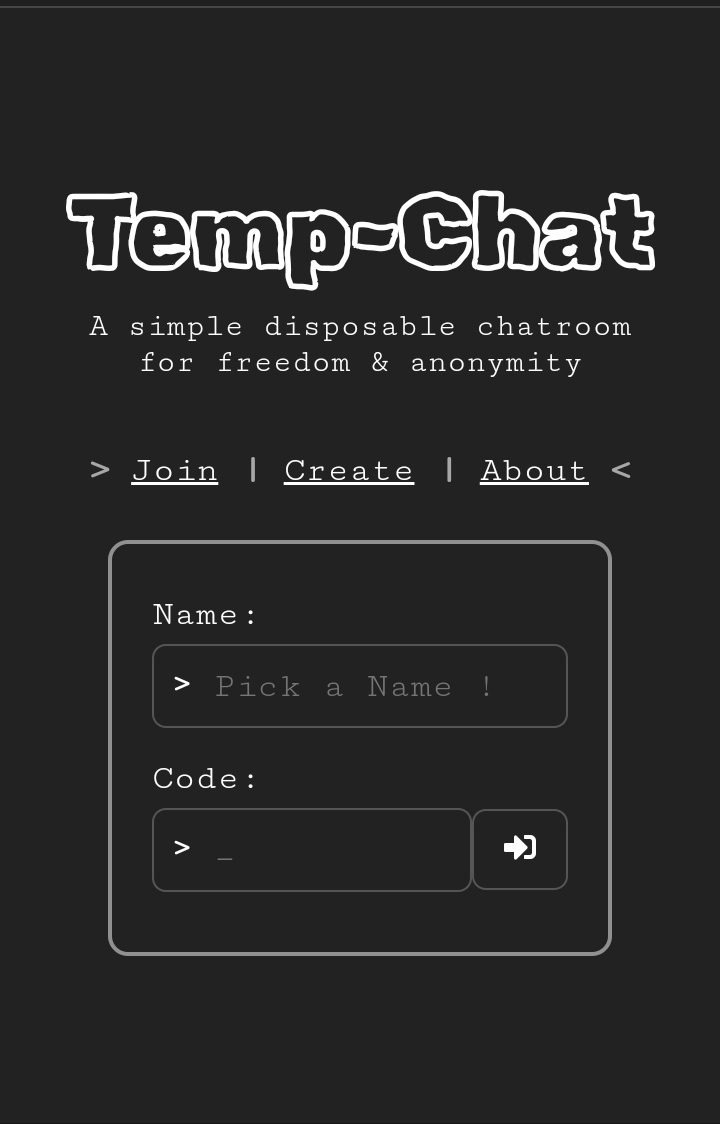 Temp-Chat
A simple disposable chatroom
for freedom & anonymity
> Join | Create | About <
Name:
> Pick a Name !
Code:
> _